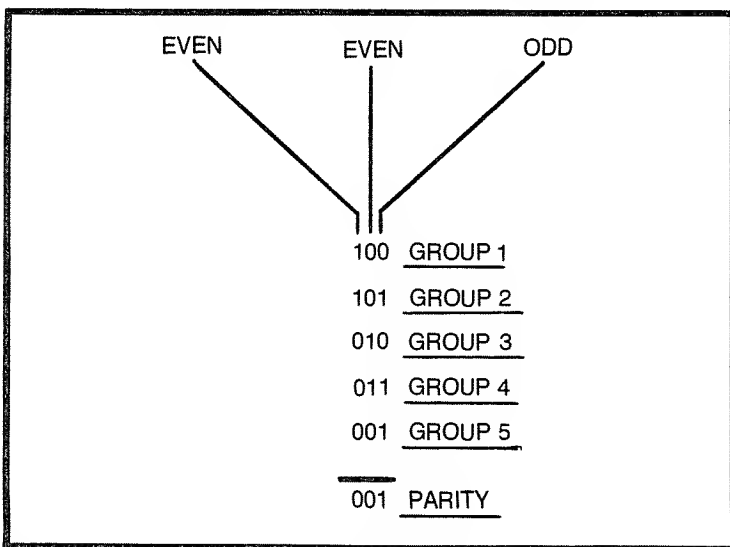 EVEN EVEN ODD
100 GROUP 1
101 GROUP 2
010 GROUP 3
011 GROUP 4
001 GROUP 5
001 PARITY